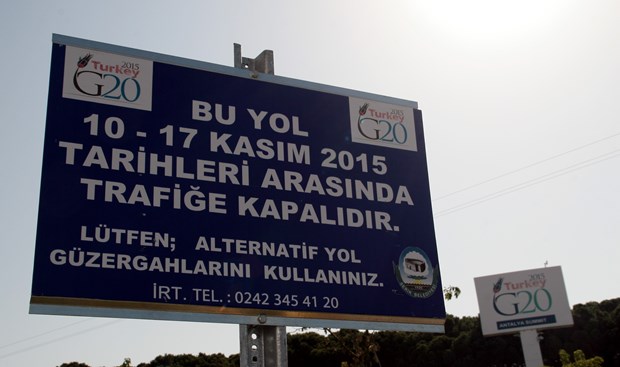 2015
Turkey
G20
2015
Turkey
G20
BU YOL
10 - 17 KASIM 2015
TARİHLERİ ARASINDA
TRAFİĞE KAPALIDIR.
LÜTFEN; ALTERNATİF YOL
GÜZERGAHLARINI KULLANINIZ.
İRT. TEL. : 0242 345 41 20
2015
Turkey
G20
ANTALYA SUMMIT